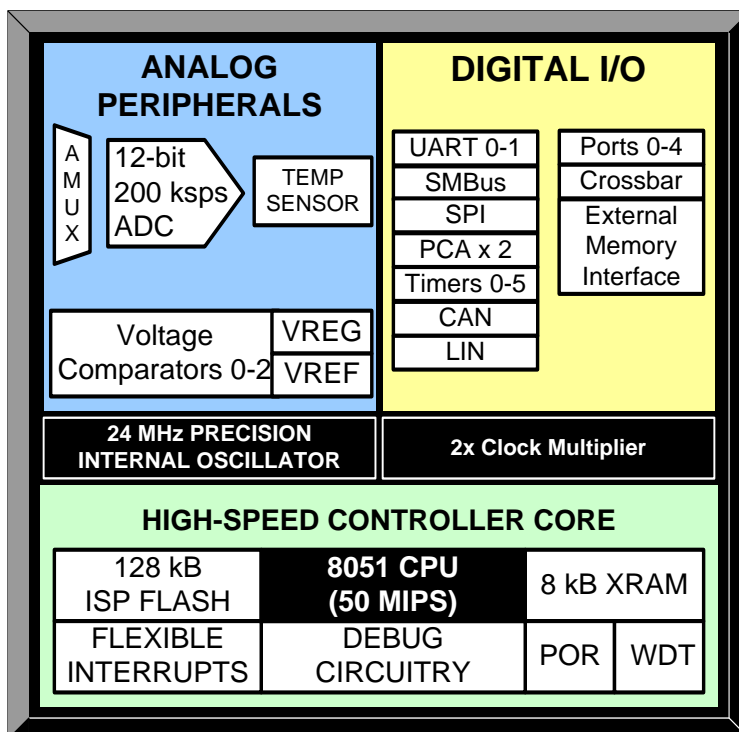 ANALOG
PERIPHERALS
A
M
U
X
12-bit
200 ksps
ADC
TEMP
SENSOR
Voltage
Comparators 0-2
VREG
VREF
DIGITAL I/O
UART 0-1
SMBus
SPI
PCA x 2
Timers 0-5
CAN
LIN
Ports 0-4
Crossbar
External
Memory
Interface
24 MHz PRECISION
INTERNAL OSCILLATOR
2x Clock Multiplier
HIGH-SPEED CONTROLLER CORE
128 kB
ISP FLASH
8051 CPU
(50 MIPS)
8 kB XRAM
FLEXIBLE
INTERRUPTS
DEBUG
CIRCUITRY
POR
WDT